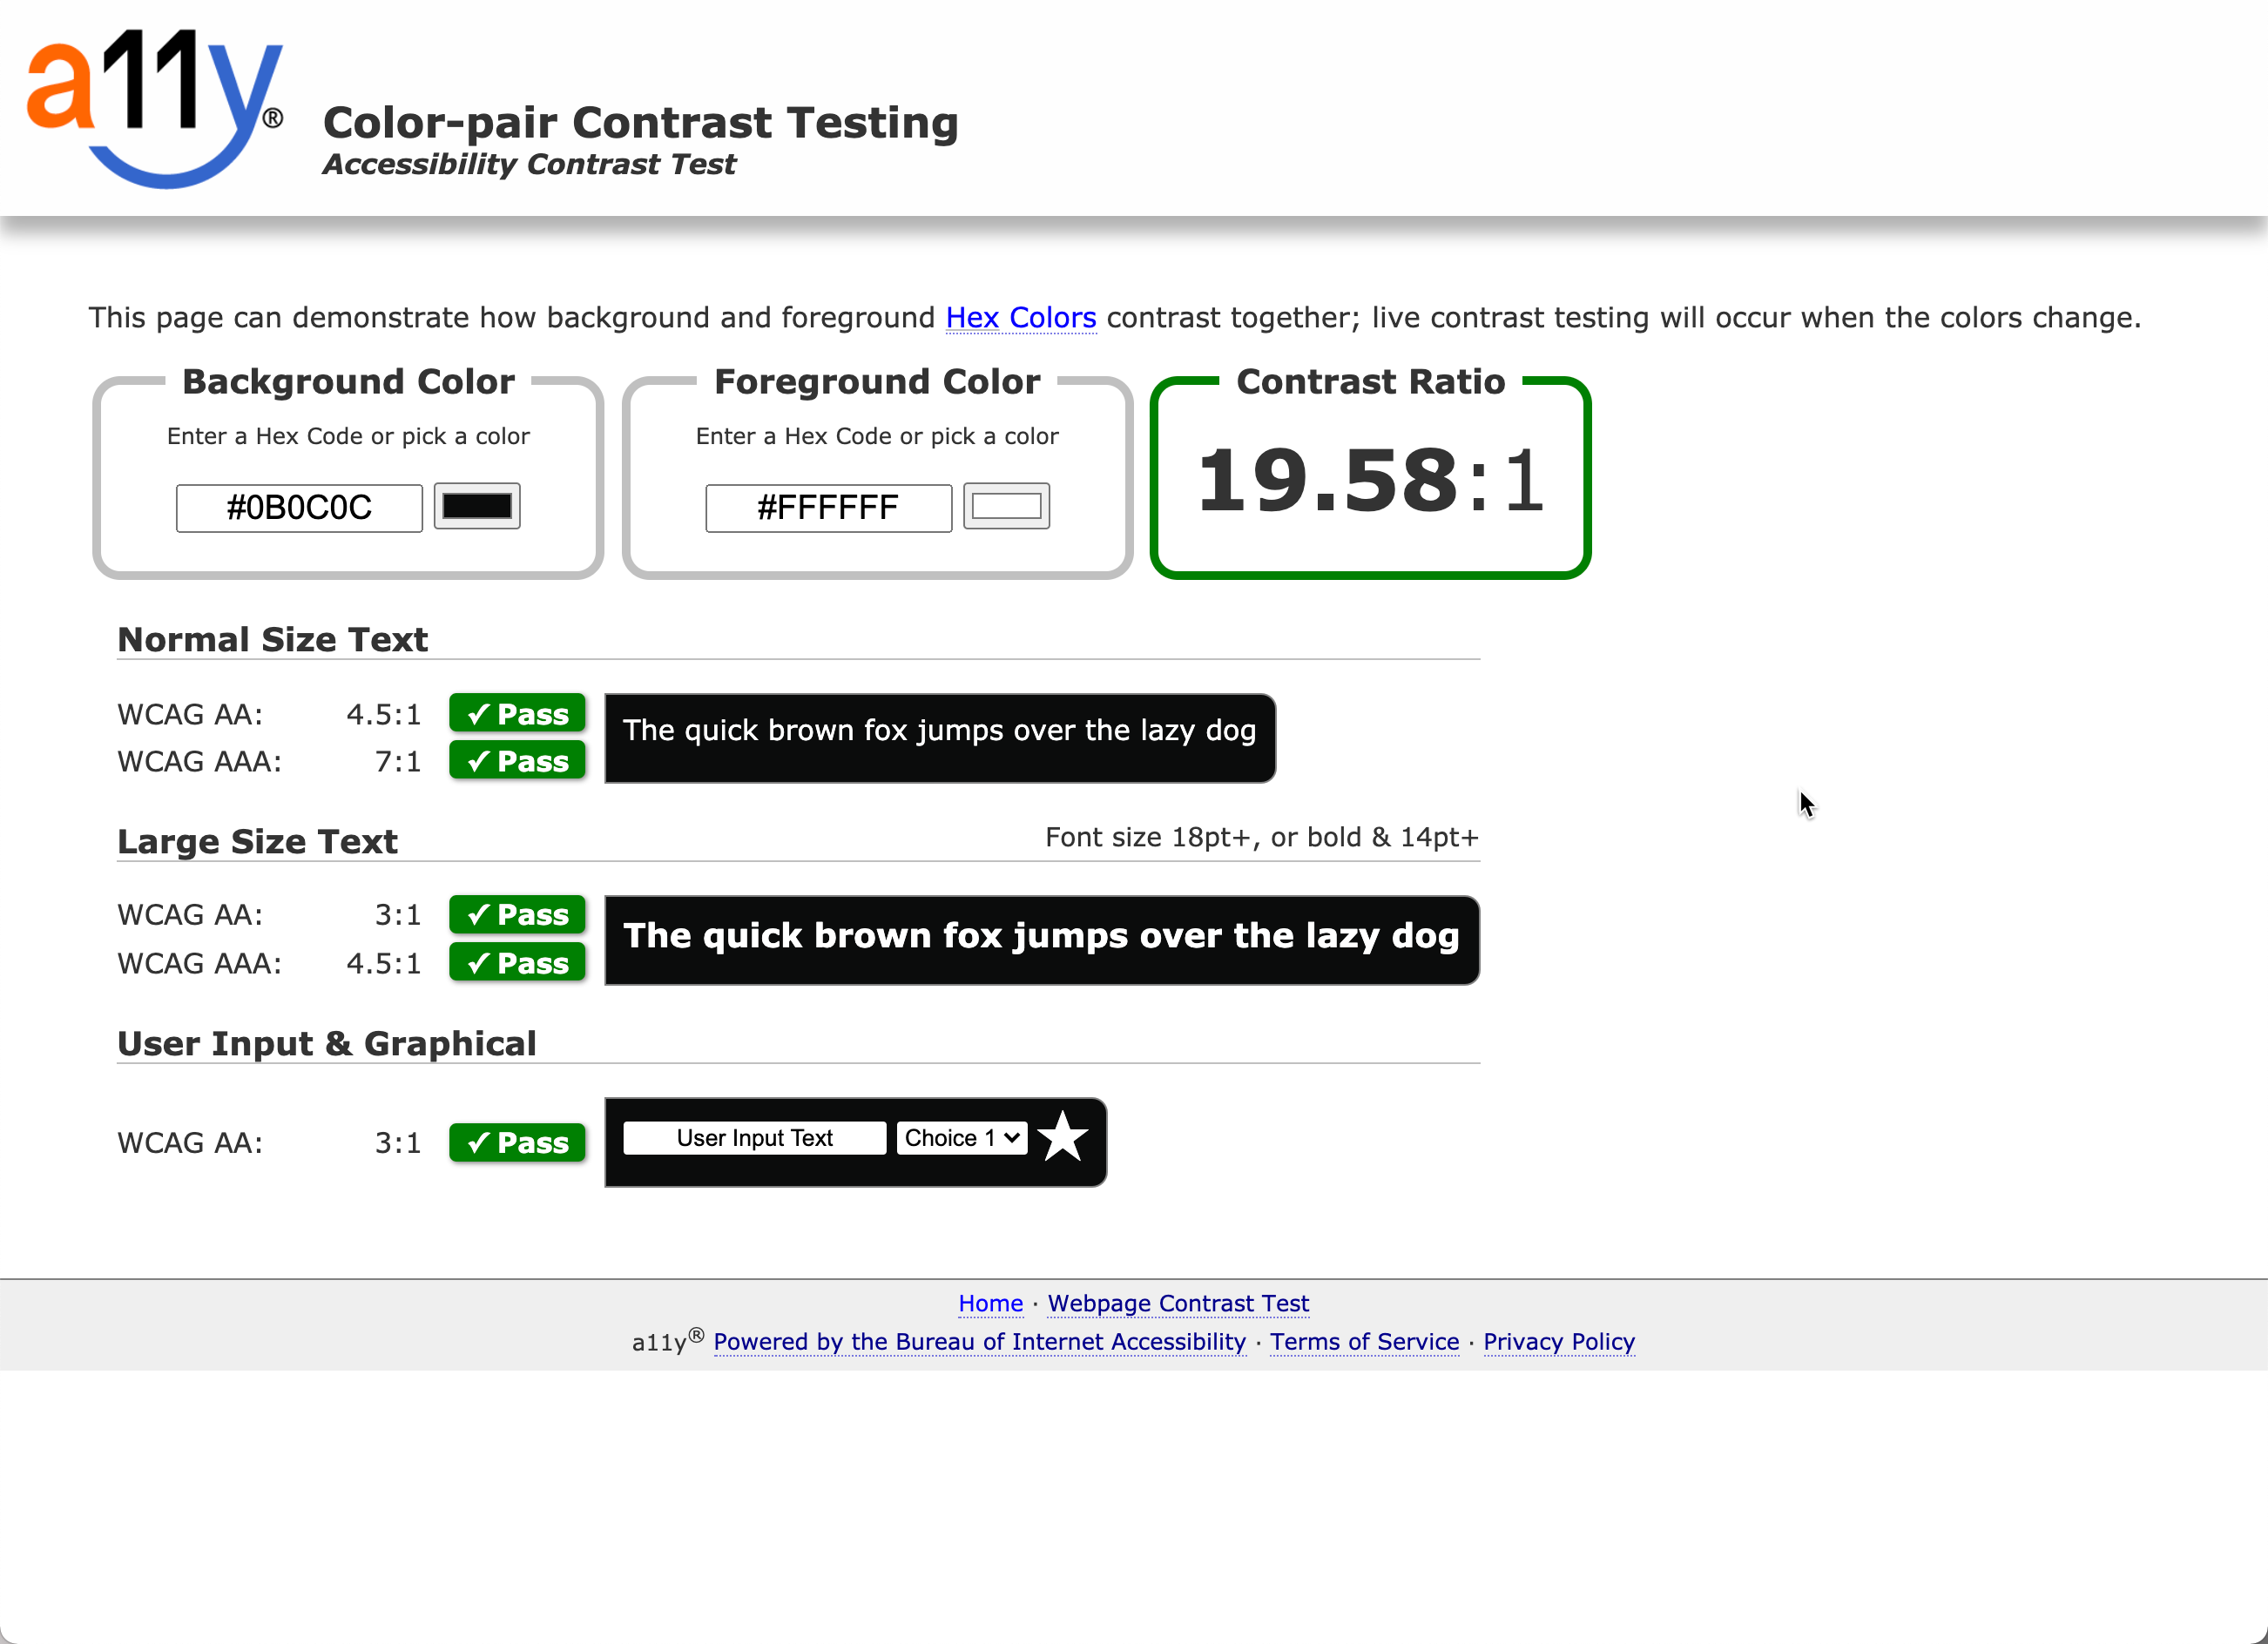 a11y®
Color-pair Contrast Testing
Accessibility Contrast Test
This page can demonstrate how background and foreground Hex Colors contrast together; live contrast testing will occur when the colors change.
Background Color
Enter a Hex Code or pick a color
#0B0C0C
Foreground Color
Enter a Hex Code or pick a color
#FFFFFF
Contrast Ratio
19.58:1
Normal Size Text
WCAG AA: 4.5:1 ✓ Pass
WCAG AAA: 7:1 ✓ Pass
The quick brown fox jumps over the lazy dog
Large Size Text
Font size 18pt+, or bold & 14pt+
WCAG AA: 3:1 ✓ Pass
WCAG AAA: 4.5:1 ✓ Pass
The quick brown fox jumps over the lazy dog
User Input & Graphical
WCAG AA: 3:1 ✓ Pass
User Input Text Choice 1
Home · Webpage Contrast Test
a11y® Powered by the Bureau of Internet Accessibility · Terms of Service · Privacy Policy